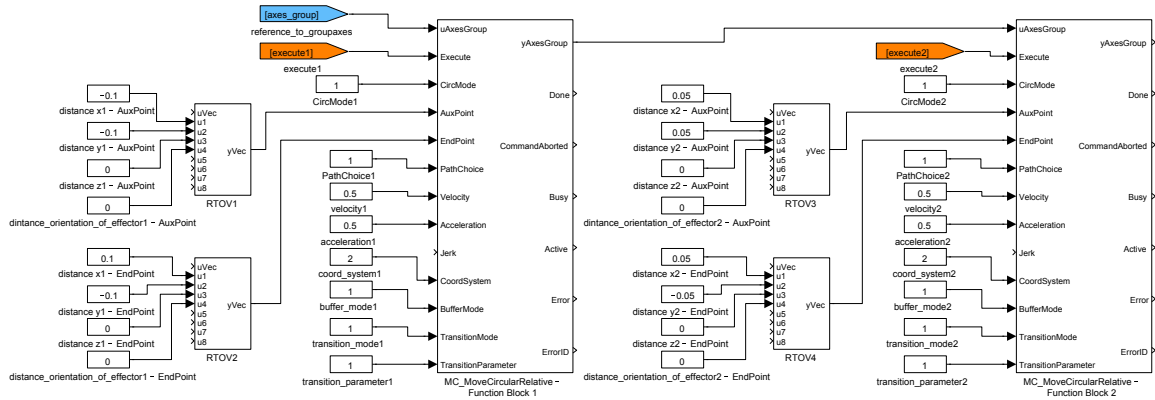 [axes_group]
reference_to_groupaxes
[execute1]
execute1
1
CircMode1
−0.1
distance x1 − AuxPoint
−0.1
distance y1 − AuxPoint
0
distance z1 − AuxPoint
0
dintance_orientation_of_effector1 − AuxPoint
uVec
u1
u2
u3
u4
u5
u6
u7
u8
yVec
RTOV1
0.1
distance x1 − EndPoint
−0.1
distance y1 − EndPoint
0
distance z1 − EndPoint
0
distance_orientation_of_effector1 − EndPoint
uVec
u1
u2
u3
u4
u5
u6
u7
u8
yVec
RTOV2
1
PathChoice1
0.5
velocity1
0.5
acceleration1
2
coord_system1
1
buffer_mode1
1
transition_mode1
1
transition_parameter1
uAxesGroup
Execute
CircMode
AuxPoint
EndPoint
PathChoice
Velocity
Acceleration
Jerk
CoordSystem
BufferMode
TransitionMode
TransitionParameter
yAxesGroup
Done
CommandAborted
Busy
Active
Error
ErrorID
MC_MoveCircularRelative −
Function Block 1
[execute2]
execute2
1
CircMode2
0.05
distance x2 − AuxPoint
0.05
distance y2 − AuxPoint
0
distance z2 − AuxPoint
0
dintance_orientation_of_effector2 − AuxPoint
uVec
u1
u2
u3
u4
u5
u6
u7
u8
yVec
RTOV3
0.05
distance x2 − EndPoint
−0.05
distance y2 − EndPoint
0
distance z2 − EndPoint
0
distance_orientation_of_effector2 − EndPoint
uVec
u1
u2
u3
u4
u5
u6
u7
u8
yVec
RTOV4
1
PathChoice2
0.5
velocity2
0.5
acceleration2
2
coord_system2
1
buffer_mode2
1
transition_mode2
1
transition_parameter2
uAxesGroup
Execute
CircMode
AuxPoint
EndPoint
PathChoice
Velocity
Acceleration
Jerk
CoordSystem
BufferMode
TransitionMode
TransitionParameter
yAxesGroup
Done
CommandAborted
Busy
Active
Error
ErrorID
MC_MoveCircularRelative −
Function Block 2